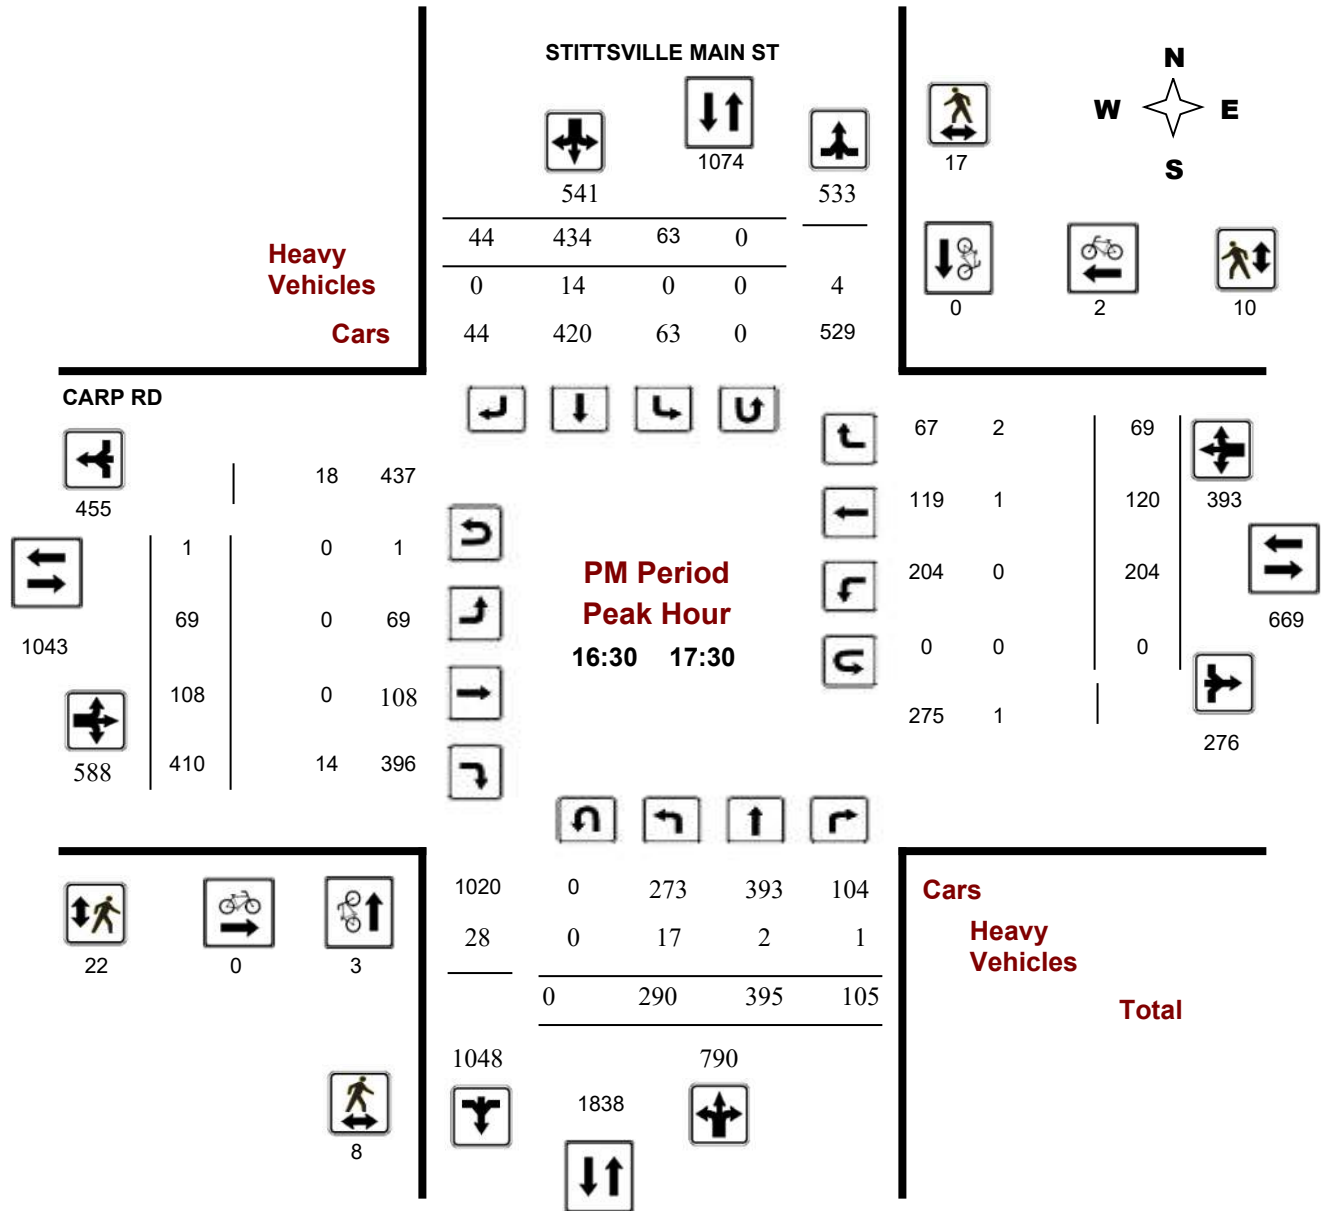 STITTSVILLE MAIN ST
N
W E
S
1074
17
541 533
44 434 63 0
Heavy
Vehicles
0 14 0 0 4
0 2 10
Cars
44 420 63 0 529
CARP RD
67 2 69
18 437
455
119 1 120 393
1 0 1
PM Period
Peak Hour
204 0 204
69 0 69
669
1043
16:30 17:30
0 0 0
108 0 108
275 1
276
588
410 14 396
1020 0 273 393 104
Cars
28 0 17 2 1
Heavy
Vehicles
22 0 3
0 290 395 105
Total
1048 790
1838
8